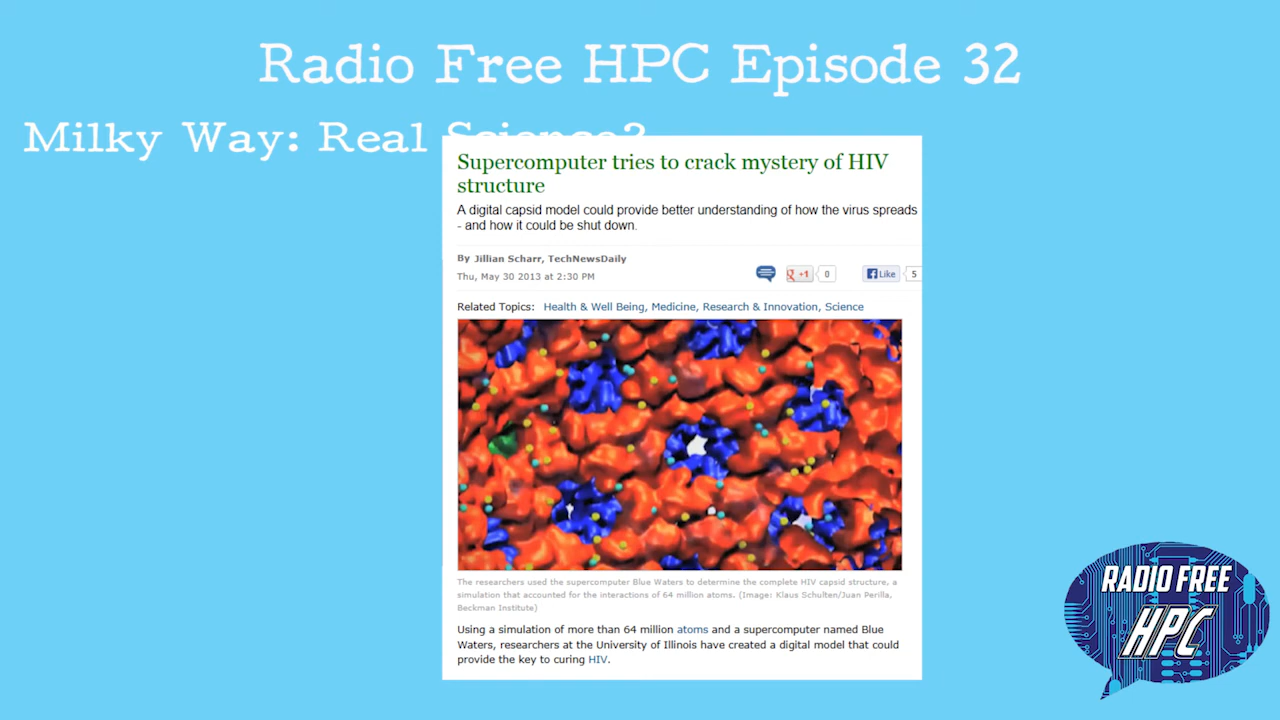 Radio Free HPC Episode 32
Milky Way: Real Science?
Supercomputer tries to crack mystery of HIV
structure
A digital capsid model could provide better understanding of how the virus spreads
- and how it could be shut down.
By Jillian Scharr, TechNewsDaily
Thu, May 30 2013 at 2:30 PM
g +1 0 Like 5
Related Topics: Health & Well Being, Medicine, Research & Innovation, Science
The researchers used the supercomputer Blue Waters to determine the complete HIV capsid structure, a
simulation that accounted for the interactions of 64 million atoms. (Image: Klaus Schulten/Juan Perilla,
Beckman Institute)
Using a simulation of more than 64 million atoms and a supercomputer named Blue
Waters, researchers at the University of Illinois have created a digital model that could
provide the key to curing HIV.
RADIO FREE
HPC